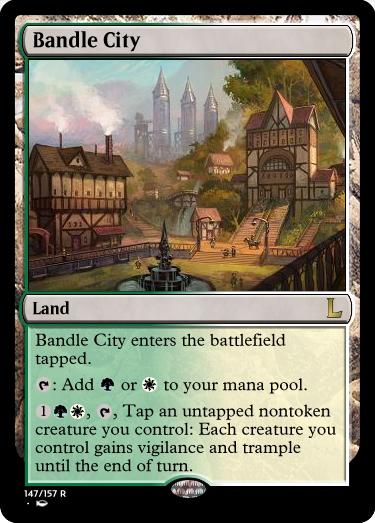 Bandle City
Land
L
Bandle City enters the battlefield
tapped.
: Add or to your mana pool.
1 , , Tap an untapped nontoken
creature you control: Each creature you
control gains vigilance and trample
until the end of turn.
147/157 R